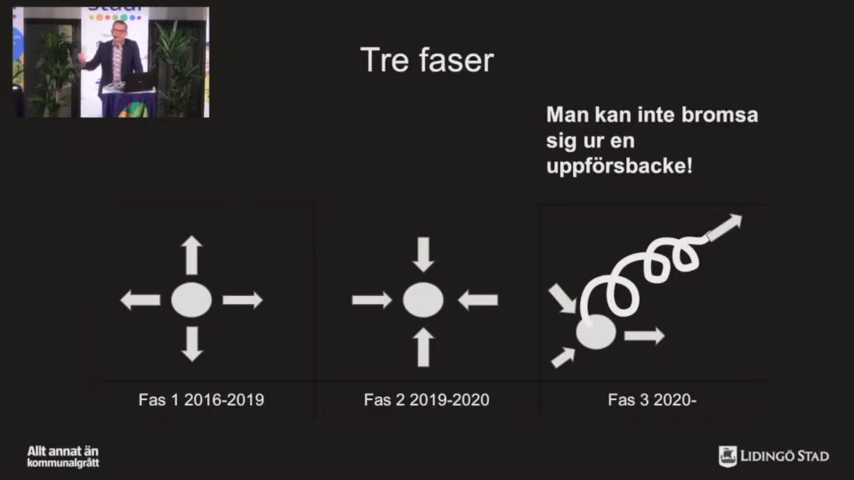 Tre faser
Man kan inte bromsa
sig ur en
uppförsbacke!
Fas 1 2016-2019
Fas 2 2019-2020
Fas 3 2020-
Allt annat än
kommunalgrått
LIDINGÖ STAD